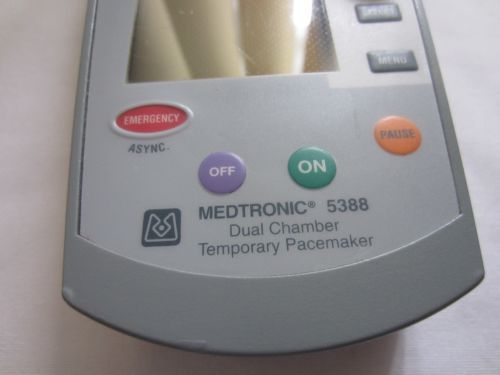 MENU
EMERGENCY
PAUSE
ASYNC.
OFF
ON
MEDTRONIC® 5388
Dual Chamber
Temporary Pacemaker